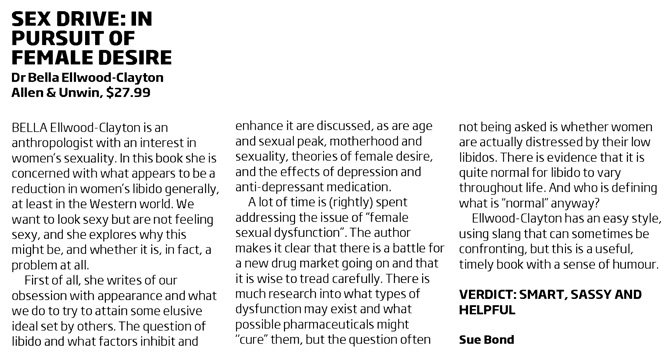 SEX DRIVE: IN
PURSUIT OF
FEMALE DESIRE
Dr Bella Ellwood-Clayton
Allen & Unwin, $27.99
BELLA Ellwood-Clayton is an
anthropologist with an interest in
women's sexuality. In this book she is
concerned with what appears to be a
reduction in women's libido generally,
at least in the Western world. We
want to look sexy but are not feeling
sexy, and she explores why this
might be, and whether it is, in fact, a
problem at all.
First of all, she writes of our
obsession with appearance and what
we do to try to attain some elusive
ideal set by others. The question of
libido and what factors inhibit and
enhance it are discussed, as are age
and sexual peak, motherhood and
sexuality, theories of female desire,
and the effects of depression and
anti-depressant medication.
A lot of time is (rightly) spent
addressing the issue of "female
sexual dysfunction". The author
makes it clear that there is a battle for
a new drug market going on and that
it is wise to tread carefully. There is
much research into what types of
dysfunction may exist and what
possible pharmaceuticals might
"cure" them, but the question often
not being asked is whether women
are actually distressed by their low
libidos. There is evidence that it is
quite normal for libido to vary
throughout life. And who is defining
what is "normal" anyway?
Ellwood-Clayton has an easy style,
using slang that can sometimes be
confronting, but this is a useful,
timely book with a sense of humour.
VERDICT: SMART, SASSY AND
HELPFUL
Sue Bond